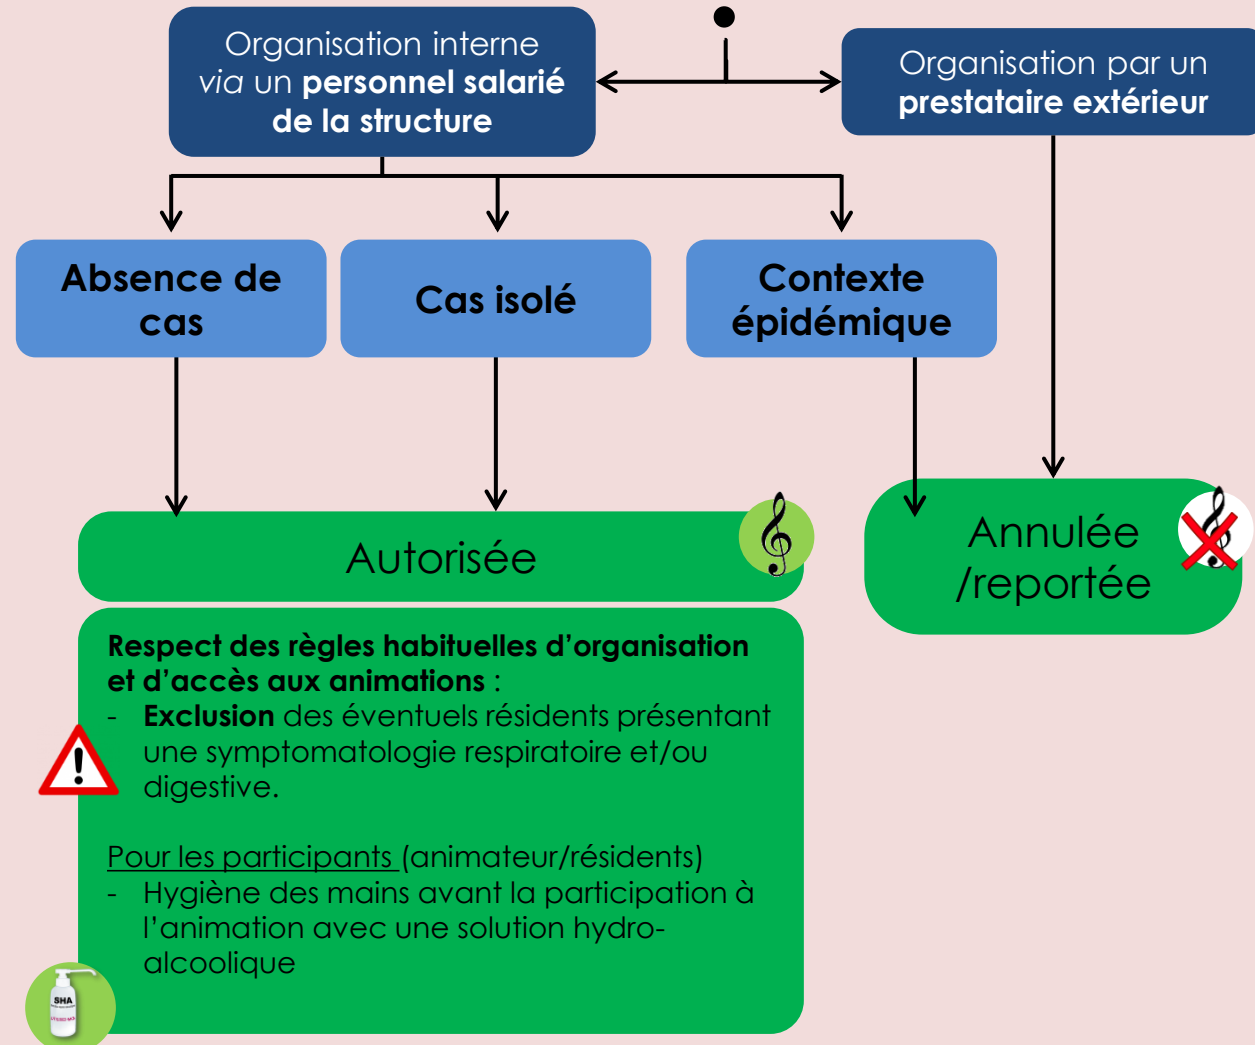 Organisation interne
via un personnel salarié
de la structure
Organisation par un
prestataire extérieur
Absence de
cas
Cas isolé
Contexte
épidémique
Autorisée
Annulée
/reportée
Respect des règles habituelles d'organisation
et d'accès aux animations :
- Exclusion des éventuels résidents présentant
une symptomatologie respiratoire et/ou
digestive.
Pour les participants (animateur/résidents)
- Hygiène des mains avant la participation à
l'animation avec une solution hydro-
alcoolique
SHA